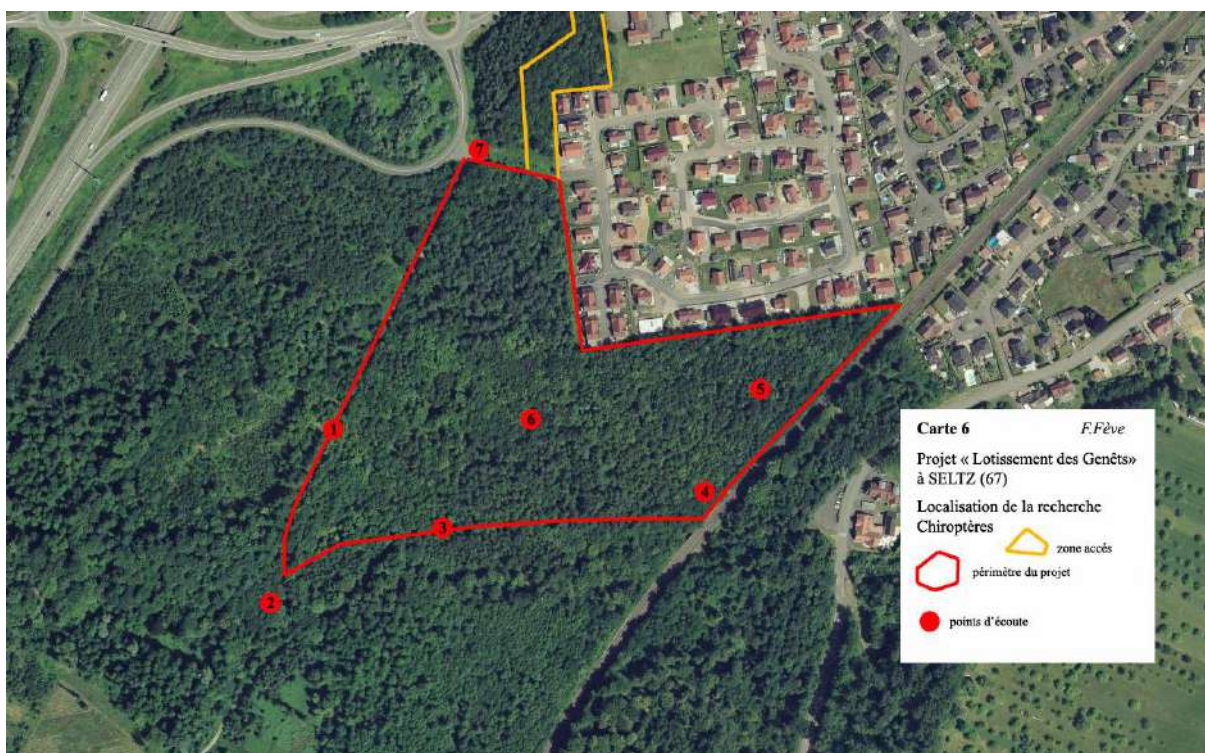 7
1
6
5
4
3
2
Carte 6 F.Fève
Projet « Lotissement des Genêts»
à SELTZ (67)
Localisation de la recherche
Chiroptères
zone accés
périmètre du projet
points d'écoute